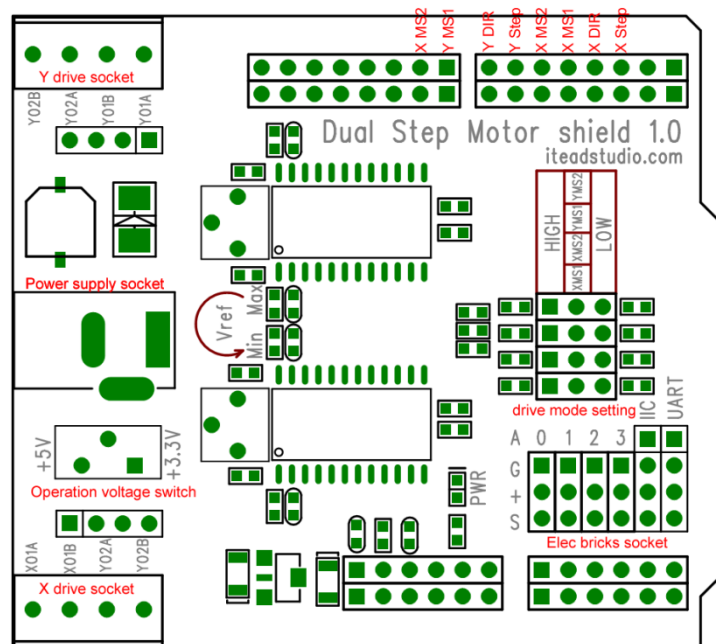 X MS2
Y MS1
Y DIR
Y Step
X MS2
X MS1
X DIR
X Step
Y drive socket
Y02B
Y02A
Y01B
Y01A
Dual Step Motor shield 1.0
iteadstudio.com
HIGH
YMS2
YMS1
XMS2
XMS1
LOW
Power supply socket
Vref
Max
Min
drive mode setting
IIC
UART
+5V
+3.3V
A 0 1 2 3
G
+
S
Operation voltage switch
PWR
Elec bricks socket
X01A
X01B
Y02A
Y02B
X drive socket